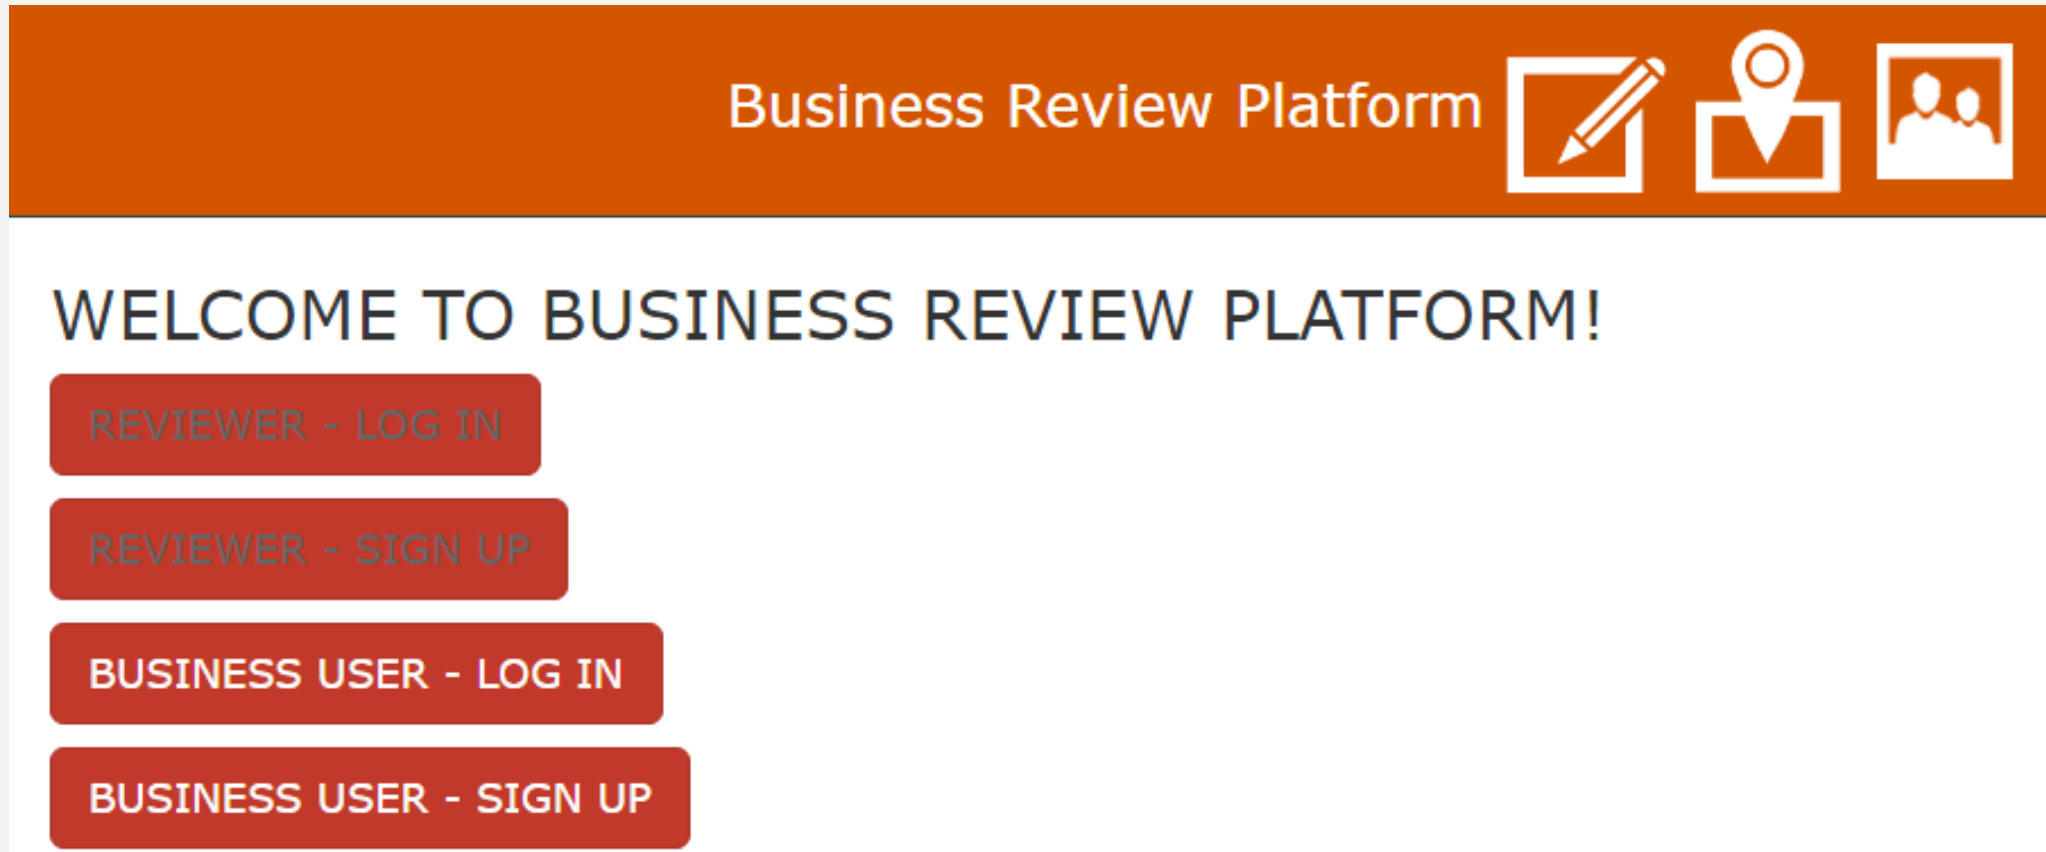 Business Review Platform
WELCOME TO BUSINESS REVIEW PLATFORM!
REVIEWER - LOG IN
REVIEWER - SIGN UP
BUSINESS USER - LOG IN
BUSINESS USER - SIGN UP